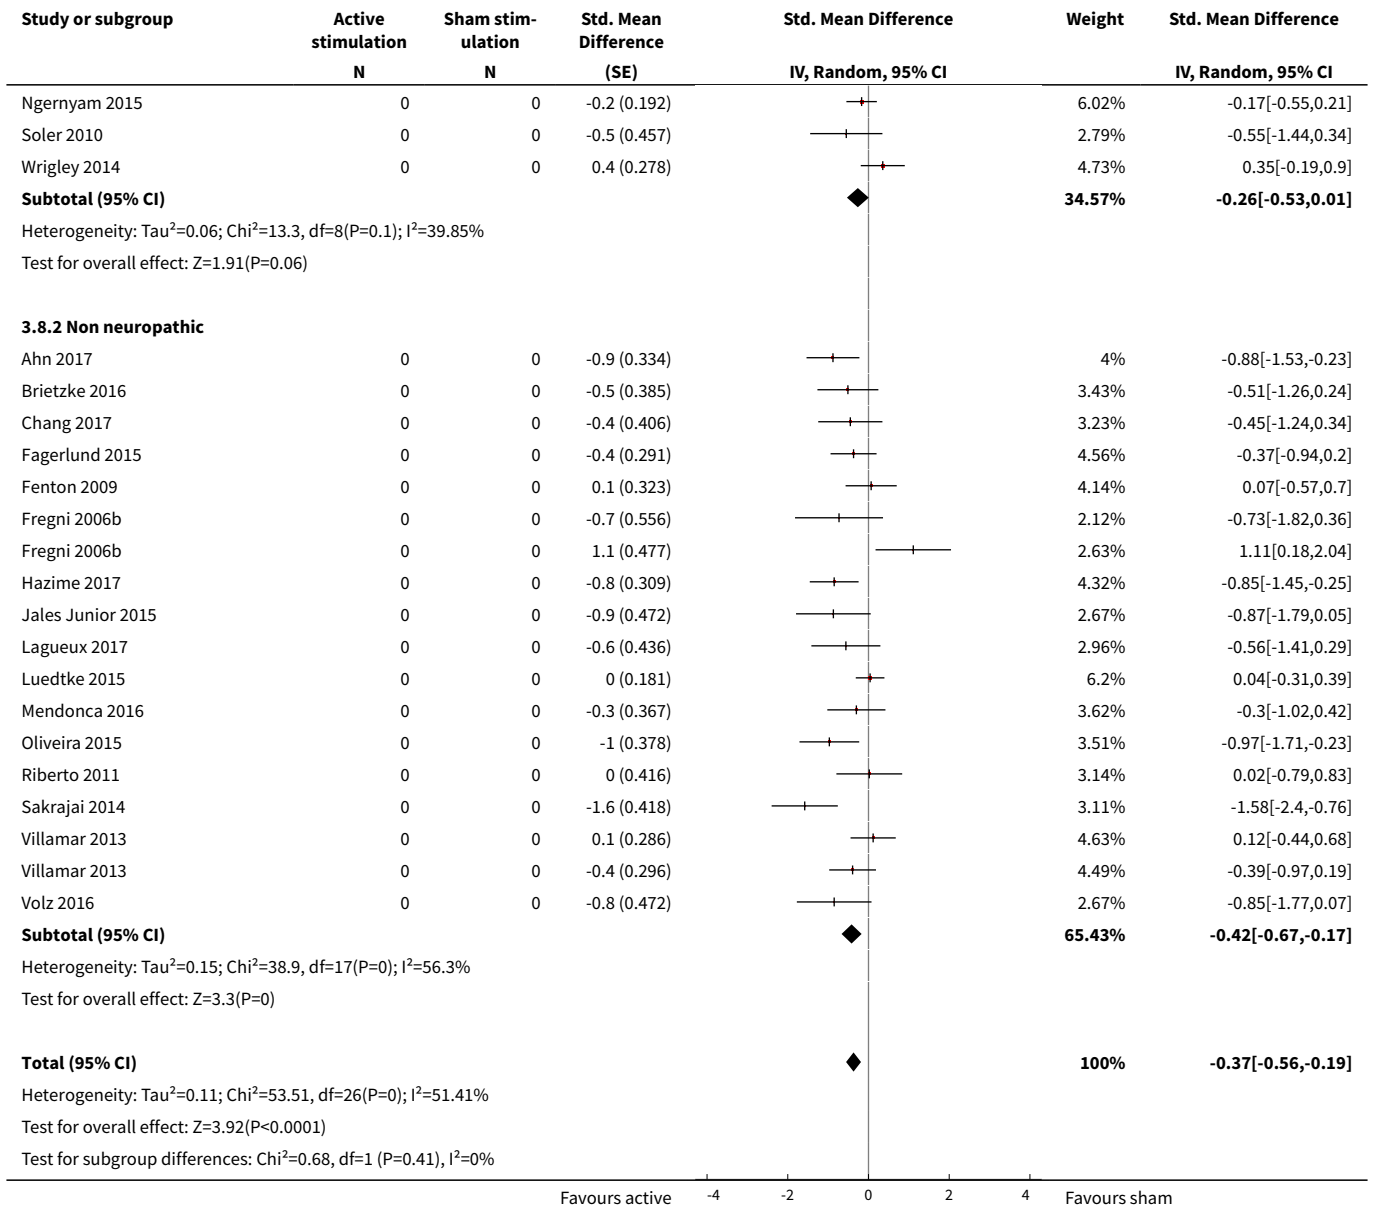 Study or subgroup Active Sham stim- Std. Mean Std. Mean Difference Weight Std. Mean Difference
stimulation ulation Difference
N N (SE) IV, Random, 95% CI IV, Random, 95% CI
Ngernyam 2015 0 0 -0.2 (0.192) 6.02% -0.17[-0.55,0.21]
Soler 2010 0 0 -0.5 (0.457) 2.79% -0.55[-1.44,0.34]
Wrigley 2014 0 0 0.4 (0.278) 4.73% 0.35[-0.19,0.9]
Subtotal (95% CI) 34.57% -0.26[-0.53,0.01]
Heterogeneity: Tau²=0.06; Chi²=13.3, df=8(P=0.1); I²=39.85%
Test for overall effect: Z=1.91(P=0.06)
3.8.2 Non neuropathic
Ahn 2017 0 0 -0.9 (0.334) 4% -0.88[-1.53,-0.23]
Brietzke 2016 0 0 -0.5 (0.385) 3.43% -0.51[-1.26,0.24]
Chang 2017 0 0 -0.4 (0.406) 3.23% -0.45[-1.24,0.34]
Fagerlund 2015 0 0 -0.4 (0.291) 4.56% -0.37[-0.94,0.2]
Fenton 2009 0 0 0.1 (0.323) 4.14% 0.07[-0.57,0.7]
Fregni 2006b 0 0 -0.7 (0.556) 2.12% -0.73[-1.82,0.36]
Fregni 2006b 0 0 1.1 (0.477) 2.63% 1.11[0.18,2.04]
Hazime 2017 0 0 -0.8 (0.309) 4.32% -0.85[-1.45,-0.25]
Jales Junior 2015 0 0 -0.9 (0.472) 2.67% -0.87[-1.79,0.05]
Lagueux 2017 0 0 -0.6 (0.436) 2.96% -0.56[-1.41,0.29]
Luedtke 2015 0 0 0 (0.181) 6.2% 0.04[-0.31,0.39]
Mendonca 2016 0 0 -0.3 (0.367) 3.62% -0.3[-1.02,0.42]
Oliveira 2015 0 0 -1 (0.378) 3.51% -0.97[-1.71,-0.23]
Riberto 2011 0 0 0 (0.416) 3.14% 0.02[-0.79,0.83]
Sakrajai 2014 0 0 -1.6 (0.418) 3.11% -1.58[-2.4,-0.76]
Villamar 2013 0 0 0.1 (0.286) 4.63% 0.12[-0.44,0.68]
Villamar 2013 0 0 -0.4 (0.296) 4.49% -0.39[-0.97,0.19]
Volz 2016 0 0 -0.8 (0.472) 2.67% -0.85[-1.77,0.07]
Subtotal (95% CI) 65.43% -0.42[-0.67,-0.17]
Heterogeneity: Tau²=0.15; Chi²=38.9, df=17(P=0); I²=56.3%
Test for overall effect: Z=3.3(P=0)
Total (95% CI) 100% -0.37[-0.56,-0.19]
Heterogeneity: Tau²=0.11; Chi²=53.51, df=26(P=0); I²=51.41%
Test for overall effect: Z=3.92(P<0.0001)
Test for subgroup differences: Chi²=0.68, df=1 (P=0.41), I²=0%
Favours active -4 -2 0 2 4 Favours sham